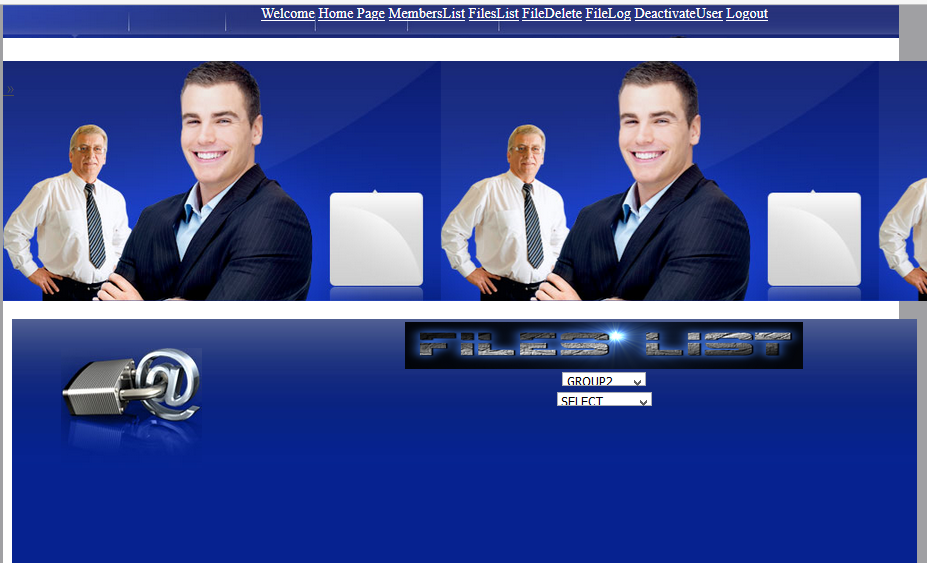 Welcome Home Page MembersList FilesList FileDelete FileLog DeactivateUser Logout
»
FILES LIST
GROUP2
SELECT